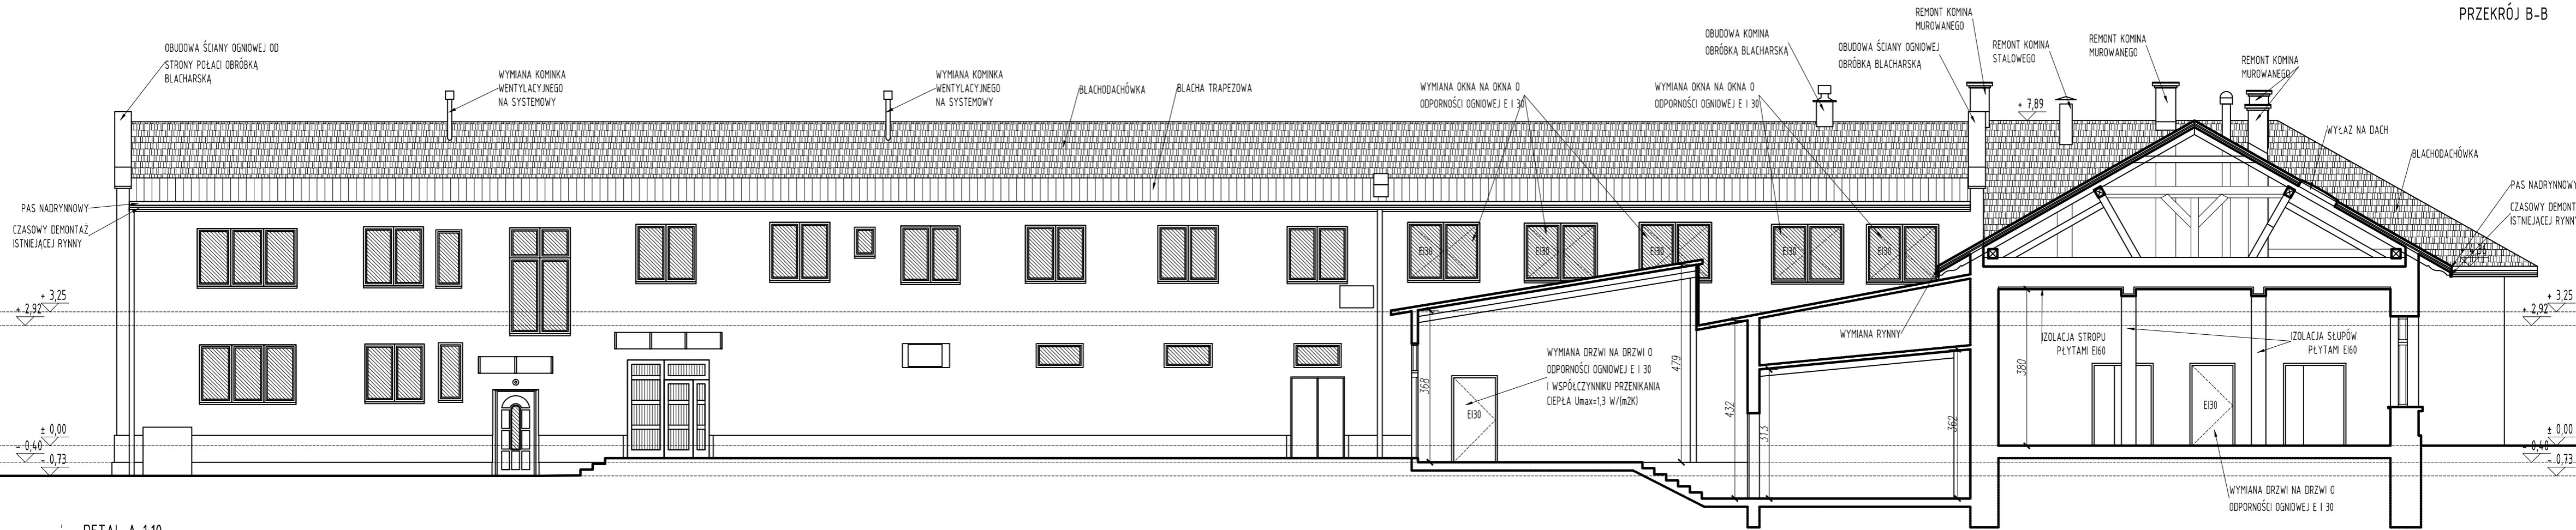 PRZEKRÓJ B-B
OBUDOWA ŚCIANY OGNIOWEJ OD
STRONY POŁACI OBRÓBKĄ
BLACHARSKĄ
WYMIANA KOMINKA
WENTYLACYJNEGO
NA SYSTEMOWY
WYMIANA KOMINKA
WENTYLACYJNEGO
NA SYSTEMOWY
BLACHODACHÓWKA
BLACHA TRAPEZOWA
WYMIANA OKNA NA OKNA O
ODPORNOŚCI OGNIOWEJ E I 30
WYMIANA OKNA NA OKNA O
ODPORNOŚCI OGNIOWEJ E I 30
OBUDOWA KOMINA
OBRÓBKĄ BLACHARSKĄ
OBUDOWA ŚCIANY OGNIOWEJ
OBRÓBKĄ BLACHARSKĄ
REMONT KOMINA
MUROWANEGO
REMONT KOMINA
STALOWEGO
REMONT KOMINA
MUROWANEGO
REMONT KOMINA
MUROWANEGO
+ 7,89
WYŁAZ NA DACH
BLACHODACHÓWKA
PAS NADRYNNOWY
CZASOWY DEMONTAŻ
ISTNIEJĄCEJ RYNNY
PAS NADRYNNOWY
CZASOWY DEMONT
ISTNIEJĄCEJ RYNN
EI30
EI30
EI30
EI30
EI30
+ 3,25
+ 2,92
± 0,00
- 0,40
- 0,73
WYMIANA DRZWI NA DRZWI O
ODPORNOŚCI OGNIOWEJ E I 30
I WSPÓŁCZYNNIKU PRZENIKANIA
CIEPŁA Umax=1,3 W/(m2K)
EI30
368
479
432
313
362
380
WYMIANA RYNNY
IZOLACJA STROPU
PŁYTAMI EI60
IZOLACJA SŁUPÓW
PŁYTAMI EI60
EI30
WYMIANA DRZWI NA DRZWI O
ODPORNOŚCI OGNIOWEJ E I 30
+ 3,25
+ 2,92
± 0,00
- 0,40
- 0,73
DETAL A 1:10